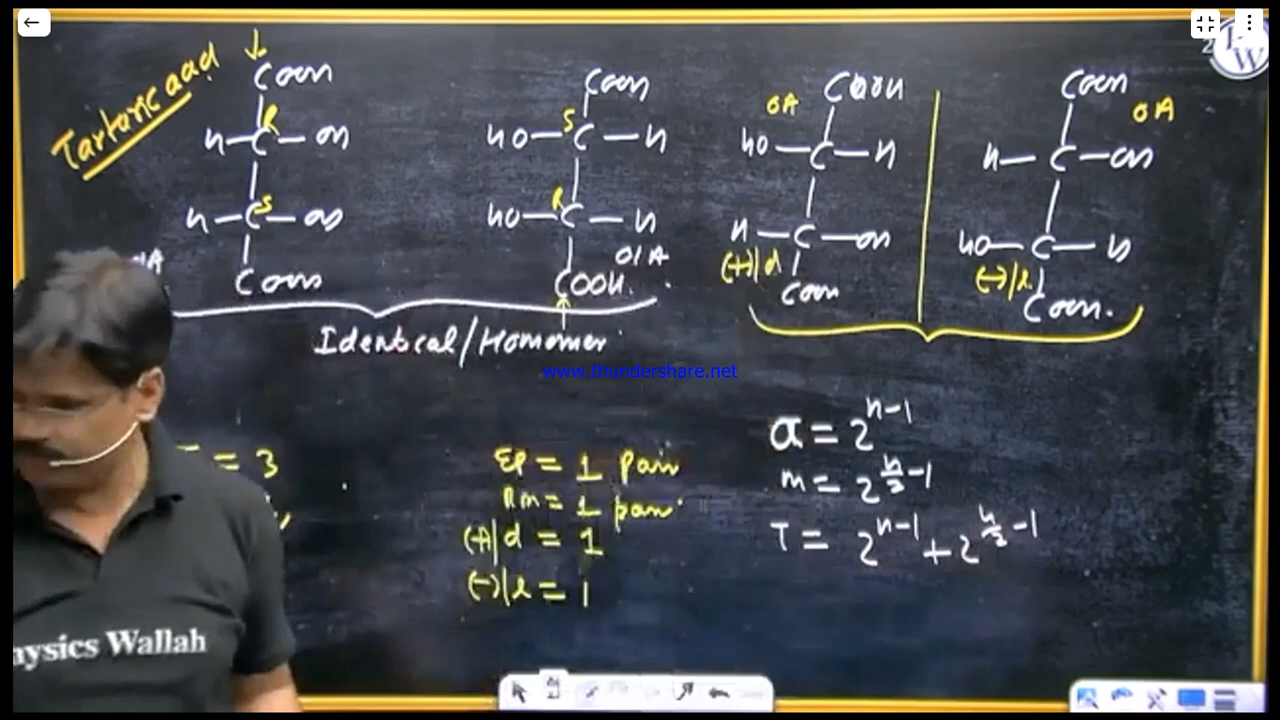 Tartaric acid
COOH
H—C—OH
R
H—C—OH
S
COOH
COOH
HO—C—H
S
HO—C—H
R
COOH.
OIA
Identical/Homomer
OA
COOH
HO—C—H
H—C—OH
(+)|d
COOH
COOH
OA
H—C—OH
HO—C—H
(-)|l
COOH.
= 3
EP = 1 pair
Rm = 1 pair
(+)|d = 1
(-)|l = 1
a = 2^{n-1}
m = 2^{n/2-1}
T = 2^{n-1} + 2^{n/2-1}
www.thundershare.net
hysics Wallah
W